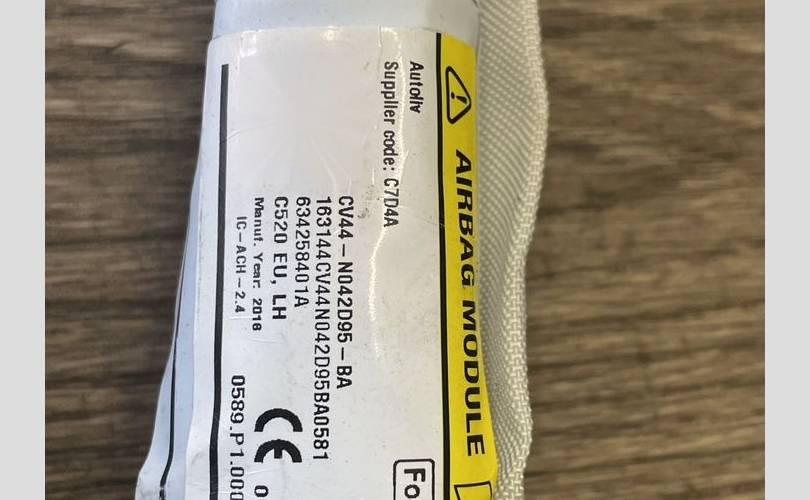 AIRBAG MODULE
Autoliv
Supplier code: C7D4A
CV44-N042D95-BA
163144CV44N042D95BA0581
634258401A
C520 EU, LH
Manuf. Year. 2016
IC-ACH-2.4
CE
0589.P1.000
Fo